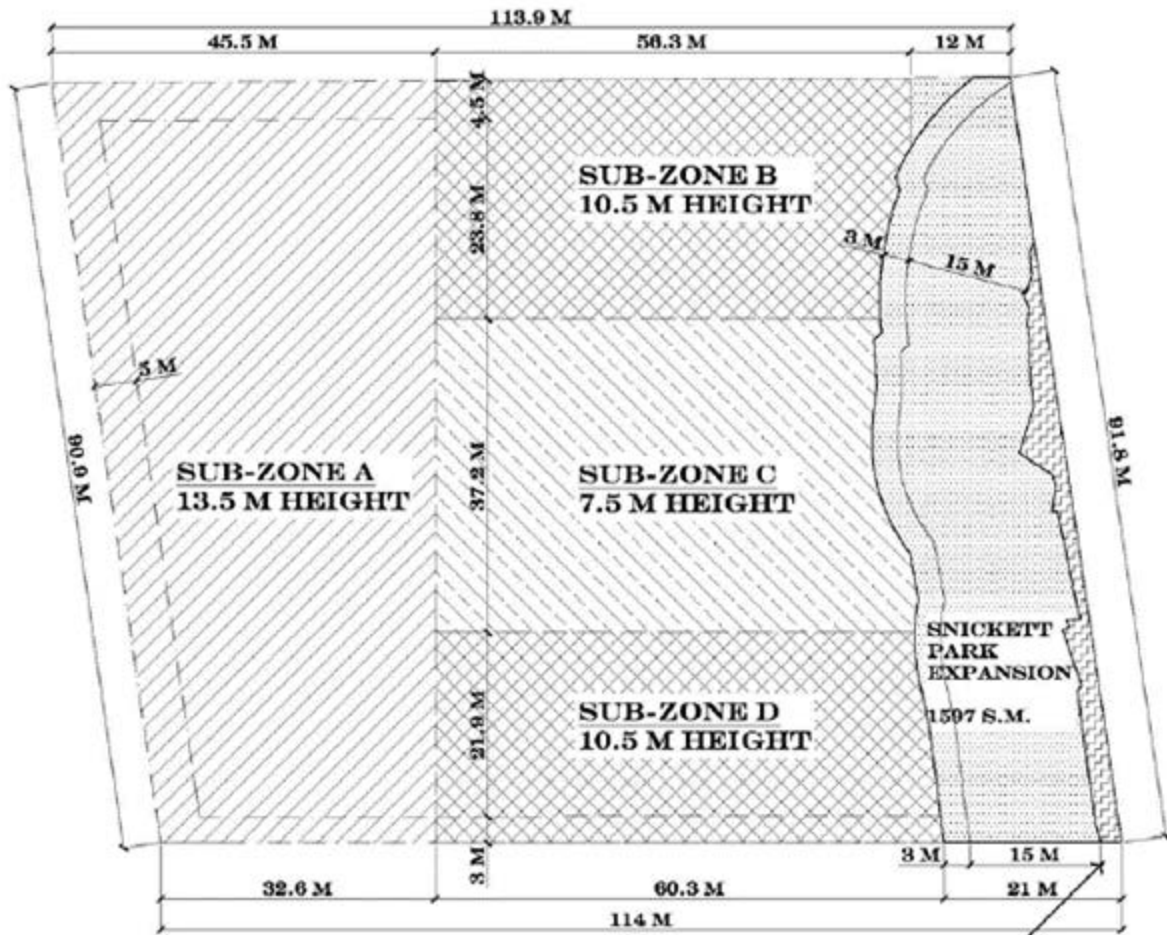 113.9 M
45.5 M
56.3 M
12 M
4.5 M
SUB-ZONE B
10.5 M HEIGHT
23.8 M
3 M
15 M
5 M
90.9 M
91.8 M
SUB-ZONE A
13.5 M HEIGHT
37.2 M
SUB-ZONE C
7.5 M HEIGHT
SNICKETT
PARK
EXPANSION
1597 S.M.
SUB-ZONE D
10.5 M HEIGHT
21.9 M
3 M
3 M
15 M
32.6 M
60.3 M
21 M
114 M